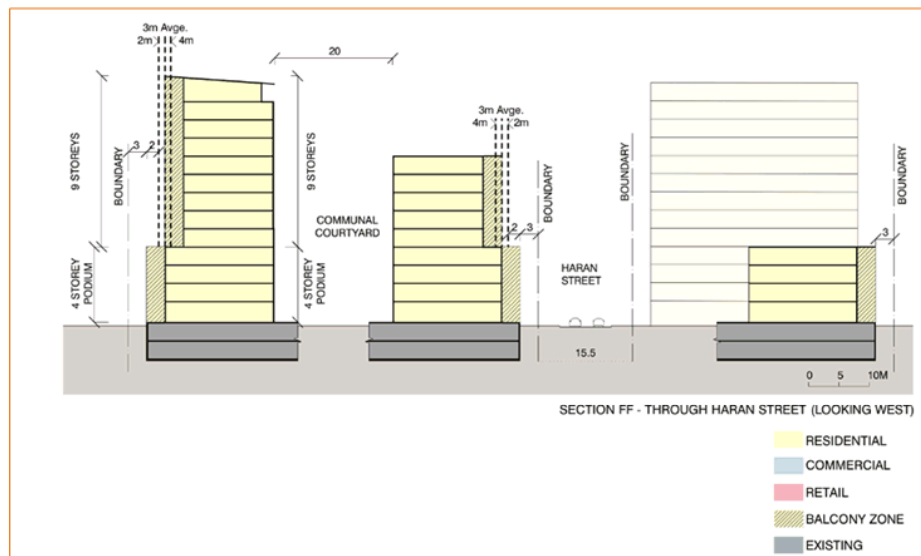 3m Avge.
2m 4m
20
3m Avge.
4m 2m
9 STOREYS
BOUNDARY
3 2
9 STOREYS
4 STOREY
PODIUM
4 STOREY
PODIUM
COMMUNAL
COURTYARD
2 3
BOUNDARY
HARAN
STREET
BOUNDARY
15.5
3
BOUNDARY
0 5 10M
SECTION FF - THROUGH HARAN STREET (LOOKING WEST)
RESIDENTIAL
COMMERCIAL
RETAIL
BALCONY ZONE
EXISTING